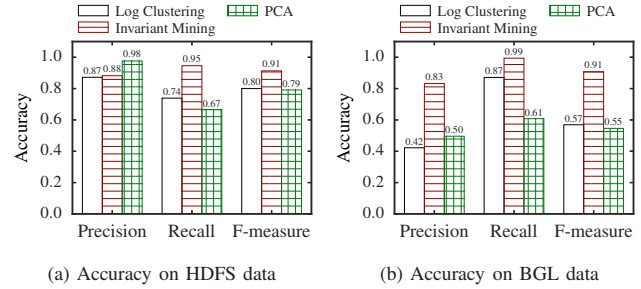 Log Clustering PCA
Invariant Mining
Accuracy
1.0
0.8
0.6
0.4
0.2
0.0
0.87 0.88 0.98
0.74 0.95 0.67
0.80 0.91 0.79
Precision Recall F-measure
(a) Accuracy on HDFS data
Log Clustering PCA
Invariant Mining
Accuracy
1.0
0.8
0.6
0.4
0.2
0.0
0.42 0.83 0.50
0.87 0.99 0.61
0.57 0.91 0.55
Precision Recall F-measure
(b) Accuracy on BGL data